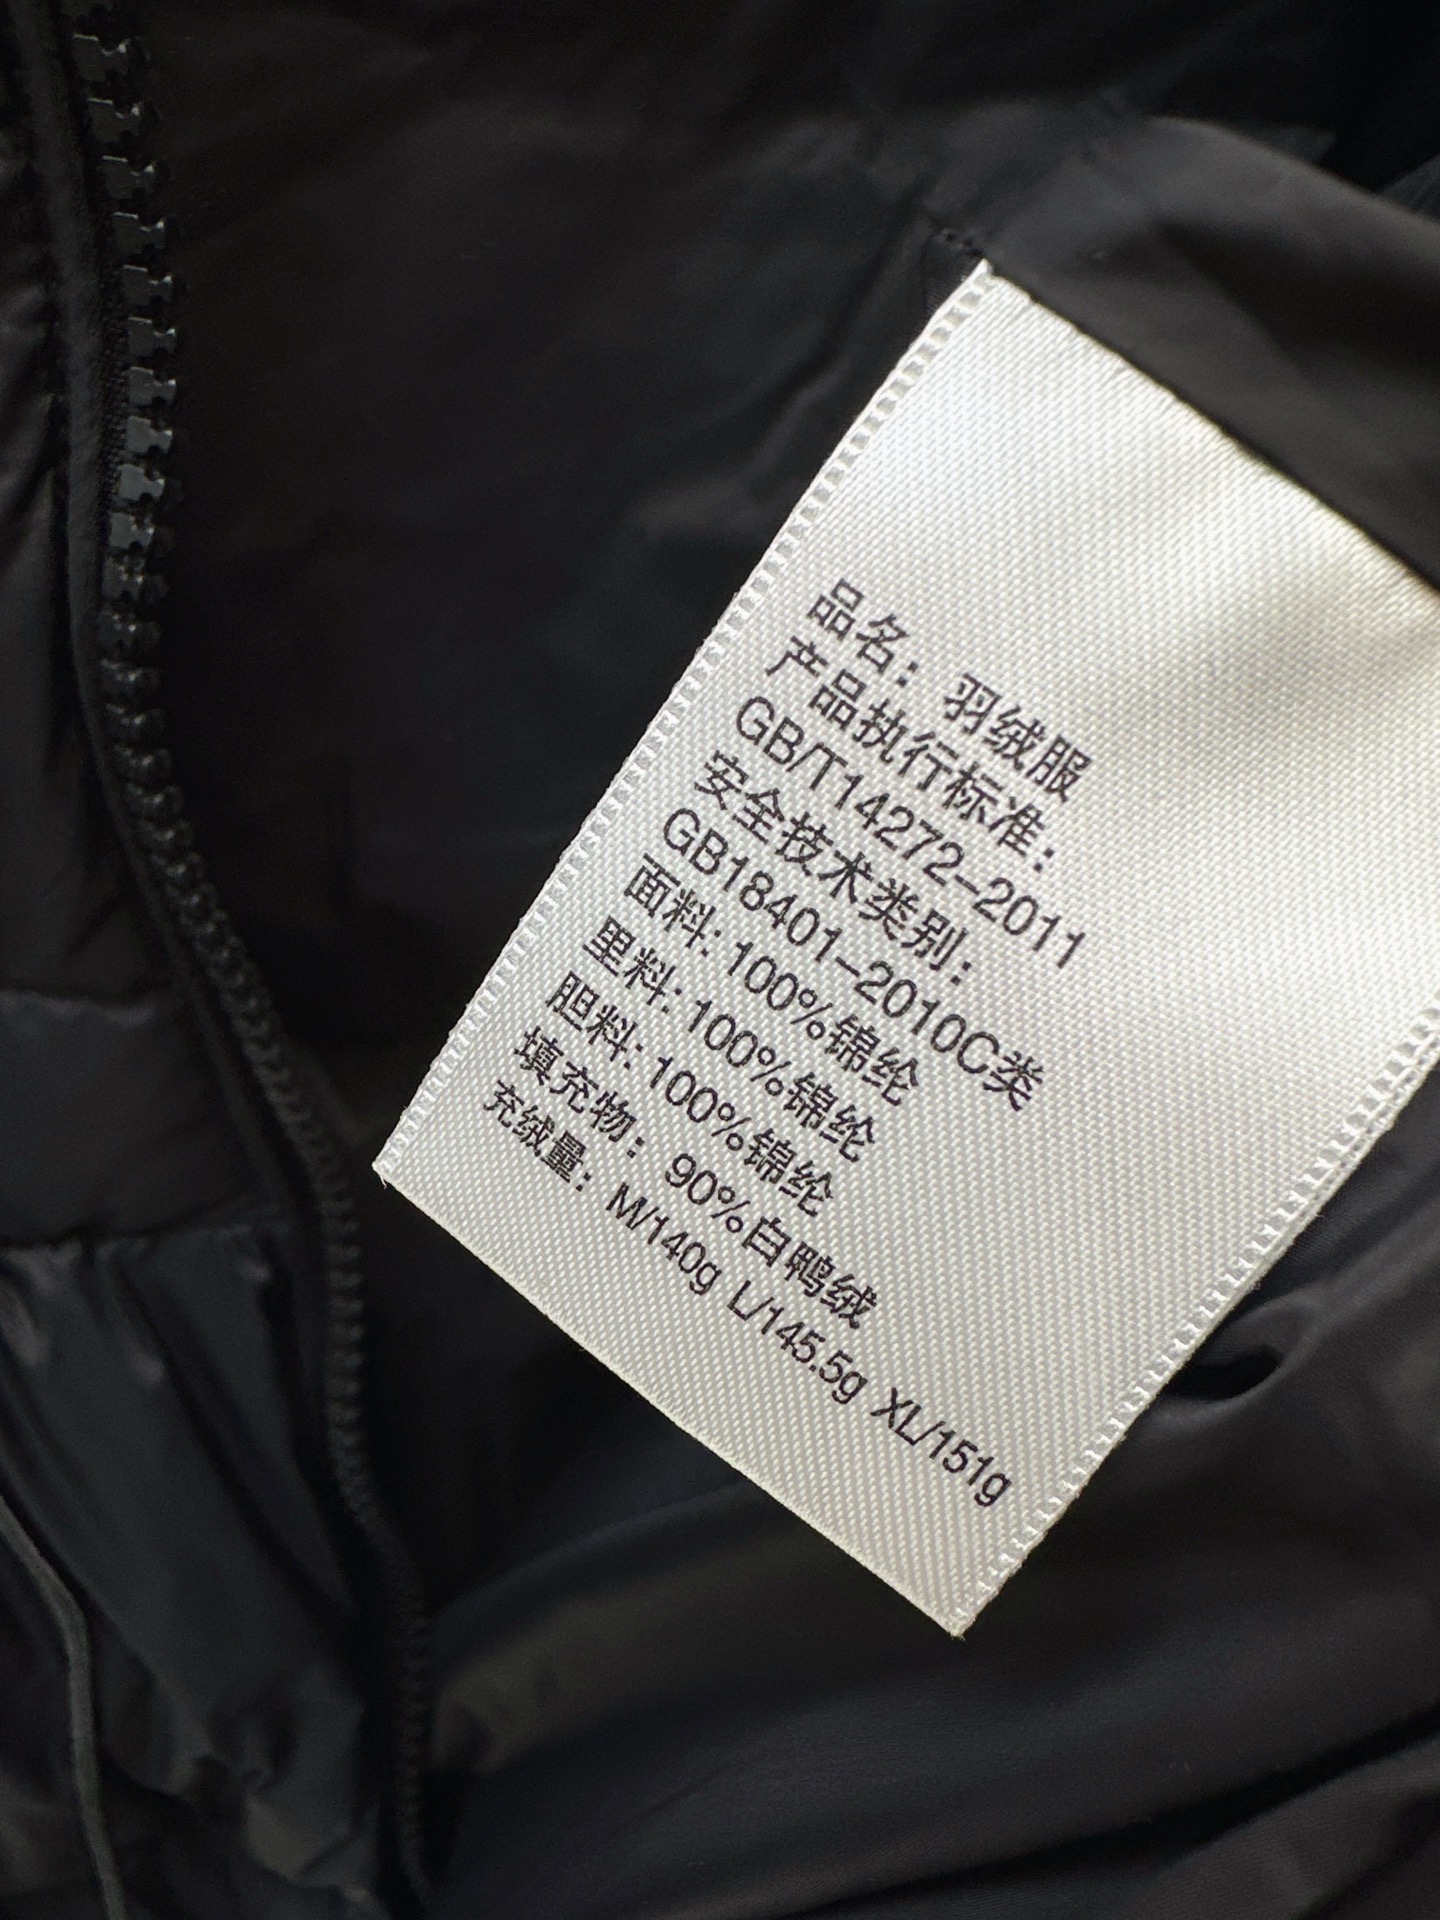 品名：羽绒服
产品执行标准：
GB/T14272-2011
安全技术类别：
GB18401-2010C类
面料: 100%锦纶
里料: 100%锦纶
胆料: 100%锦纶
填充物：90%白鸭绒
充绒量：M/140g L/145.5g XL/151g